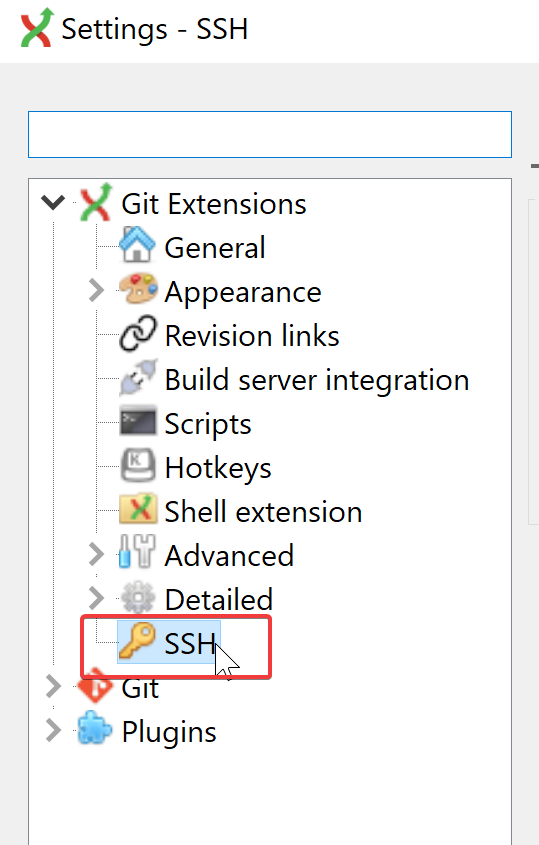 Settings - SSH
Git Extensions
General
Appearance
Revision links
Build server integration
Scripts
Hotkeys
Shell extension
Advanced
Detailed
SSH
Git
Plugins